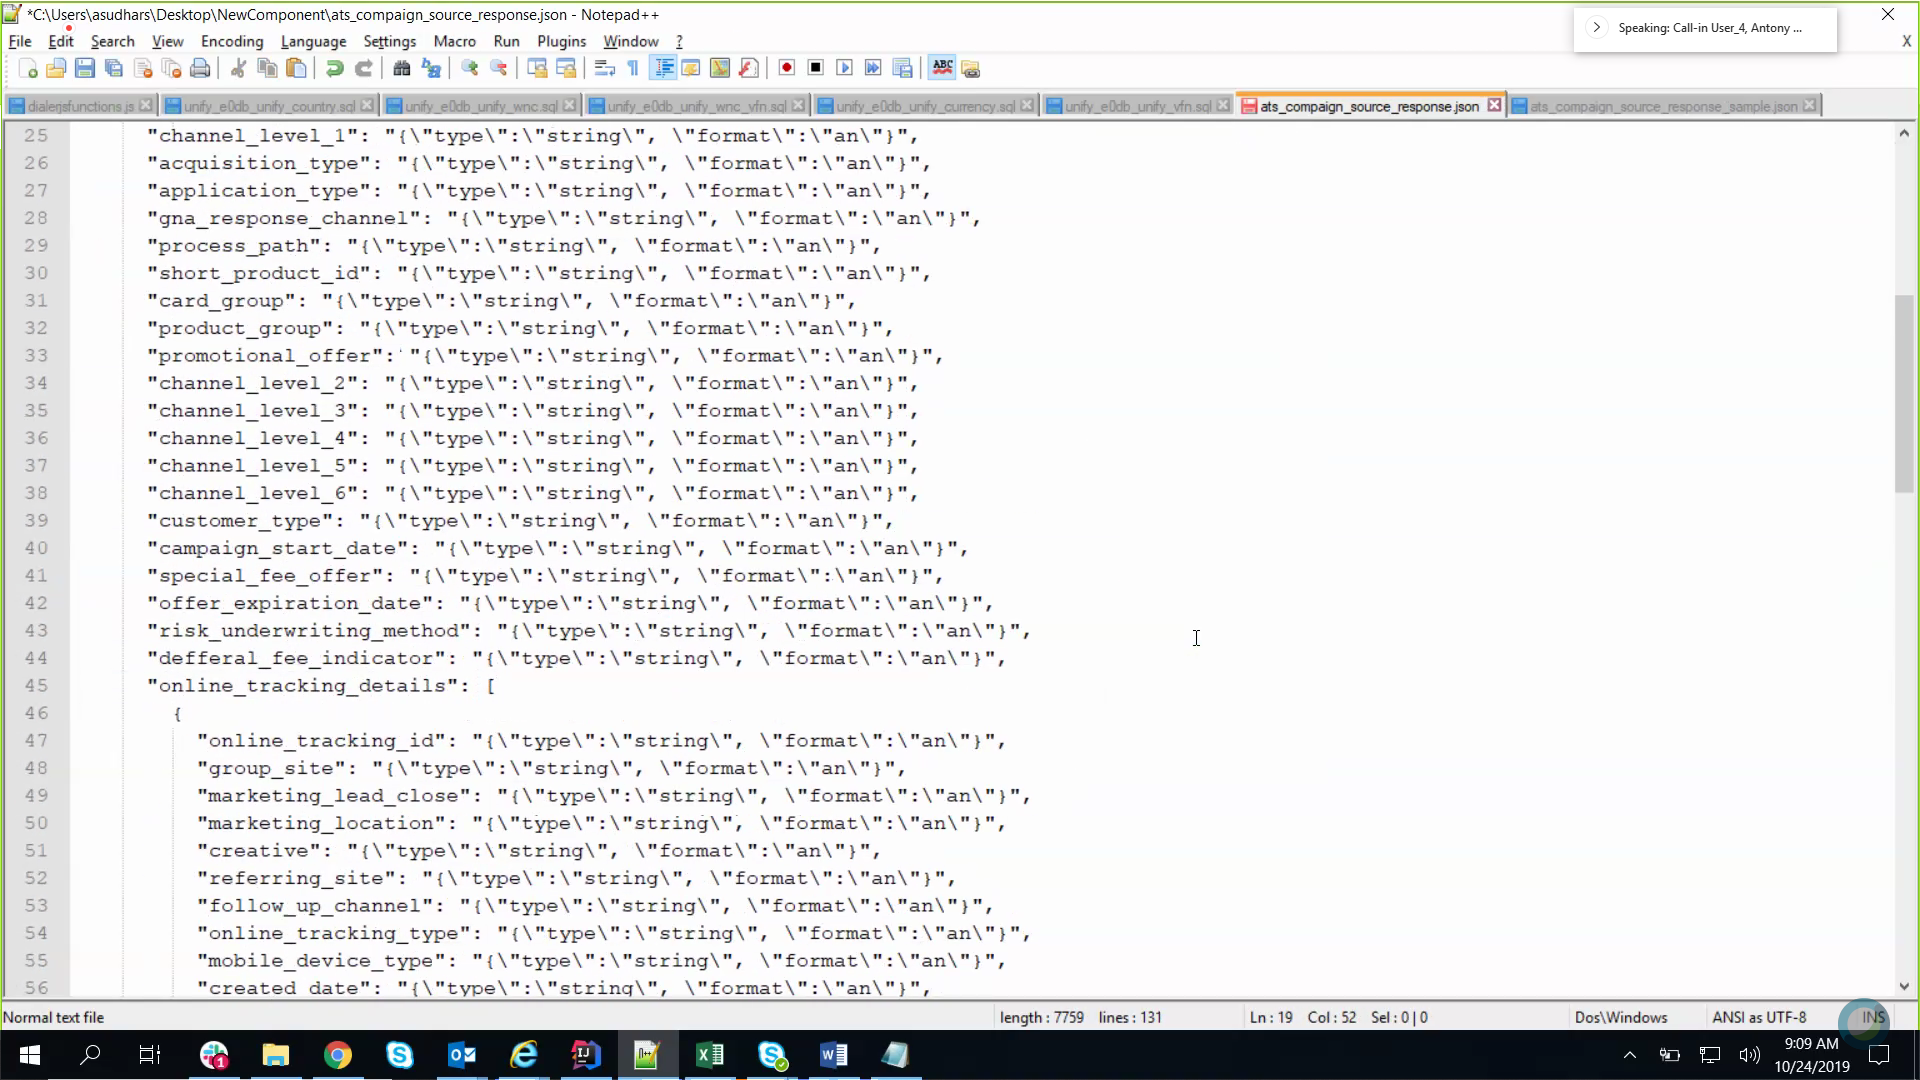 *C:\Users\asudhars\Desktop\NewComponent\ats_compaign_source_response.json - Notepad++
Speaking: Call-in User_4, Antony ...
File Edit Search View Encoding Language Settings Macro Run Plugins Window ? X
dialerjsfunctions.js unify_e0db_unify_country.sql unify_e0db_unify_wnc.sql unify_e0db_unify_wnc_vfn.sql unify_e0db_unify_currency.sql unify_e0db_unify_vfn.sql ats_compaign_source_response.json ats_compaign_source_response_sample.json
25 "channel_level_1": "{\"type\":\"string\", \"format\":\"an\"}",
26 "acquisition_type": "{\"type\":\"string\", \"format\":\"an\"}",
27 "application_type": "{\"type\":\"string\", \"format\":\"an\"}",
28 "gna_response_channel": "{\"type\":\"string\", \"format\":\"an\"}",
29 "process_path": "{\"type\":\"string\", \"format\":\"an\"}",
30 "short_product_id": "{\"type\":\"string\", \"format\":\"an\"}",
31 "card_group": "{\"type\":\"string\", \"format\":\"an\"}",
32 "product_group": "{\"type\":\"string\", \"format\":\"an\"}",
33 "promotional_offer": "{\"type\":\"string\", \"format\":\"an\"}",
34 "channel_level_2": "{\"type\":\"string\", \"format\":\"an\"}",
35 "channel_level_3": "{\"type\":\"string\", \"format\":\"an\"}",
36 "channel_level_4": "{\"type\":\"string\", \"format\":\"an\"}",
37 "channel_level_5": "{\"type\":\"string\", \"format\":\"an\"}",
38 "channel_level_6": "{\"type\":\"string\", \"format\":\"an\"}",
39 "customer_type": "{\"type\":\"string\", \"format\":\"an\"}",
40 "campaign_start_date": "{\"type\":\"string\", \"format\":\"an\"}",
41 "special_fee_offer": "{\"type\":\"string\", \"format\":\"an\"}",
42 "offer_expiration_date": "{\"type\":\"string\", \"format\":\"an\"}",
43 "risk_underwriting_method": "{\"type\":\"string\", \"format\":\"an\"}",
44 "defferal_fee_indicator": "{\"type\":\"string\", \"format\":\"an\"}",
45 "online_tracking_details": [
46 {
47 "online_tracking_id": "{\"type\":\"string\", \"format\":\"an\"}",
48 "group_site": "{\"type\":\"string\", \"format\":\"an\"}",
49 "marketing_lead_close": "{\"type\":\"string\", \"format\":\"an\"}",
50 "marketing_location": "{\"type\":\"string\", \"format\":\"an\"}",
51 "creative": "{\"type\":\"string\", \"format\":\"an\"}",
52 "referring_site": "{\"type\":\"string\", \"format\":\"an\"}",
53 "follow_up_channel": "{\"type\":\"string\", \"format\":\"an\"}",
54 "online_tracking_type": "{\"type\":\"string\", \"format\":\"an\"}",
55 "mobile_device_type": "{\"type\":\"string\", \"format\":\"an\"}",
56 "created_date": "{\"type\":\"string\", \"format\":\"an\"}",
Normal text file length : 7759 lines : 131 Ln : 19 Col : 52 Sel : 0 | 0 Dos\Windows ANSI as UTF-8 INS
9:09 AM
10/24/2019